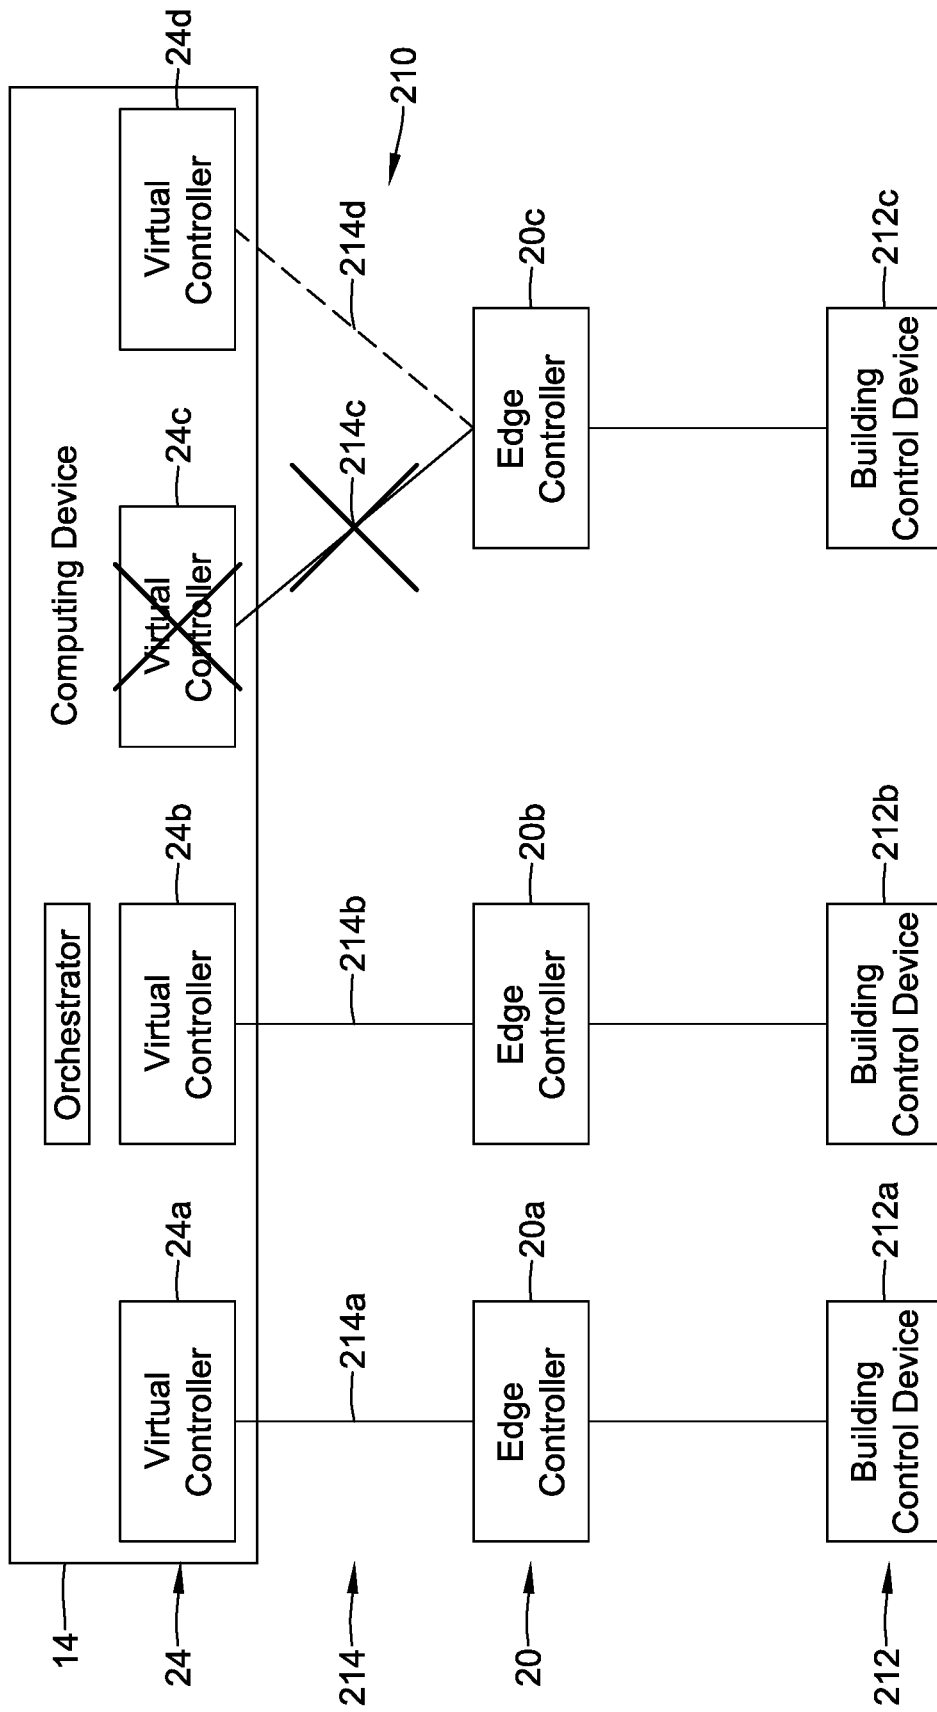 14
Computing Device
Orchestrator
24
Virtual
Controller
24a
Virtual
Controller
24b
Virtual
Controller
24c
Virtual
Controller
24d
214
214a
214b
214c
214d
210
20
Edge
Controller
20a
Edge
Controller
20b
Edge
Controller
20c
212
Building
Control Device
212a
Building
Control Device
212b
Building
Control Device
212c